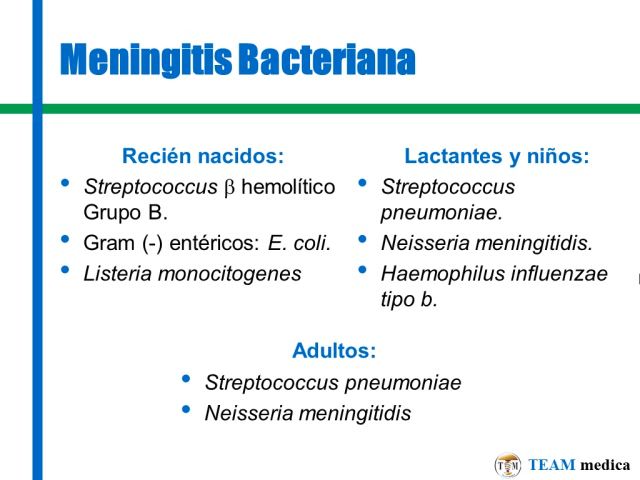 Meningitis Bacteriana
Recién nacidos:
• Streptococcus β hemolítico
Grupo B.
• Gram (-) entéricos: E. coli.
• Listeria monocitogenes
Lactantes y niños:
• Streptococcus
pneumoniae.
• Neisseria meningitidis.
• Haemophilus influenzae
tipo b.
Adultos:
• Streptococcus pneumoniae
• Neisseria meningitidis
TEAM medica